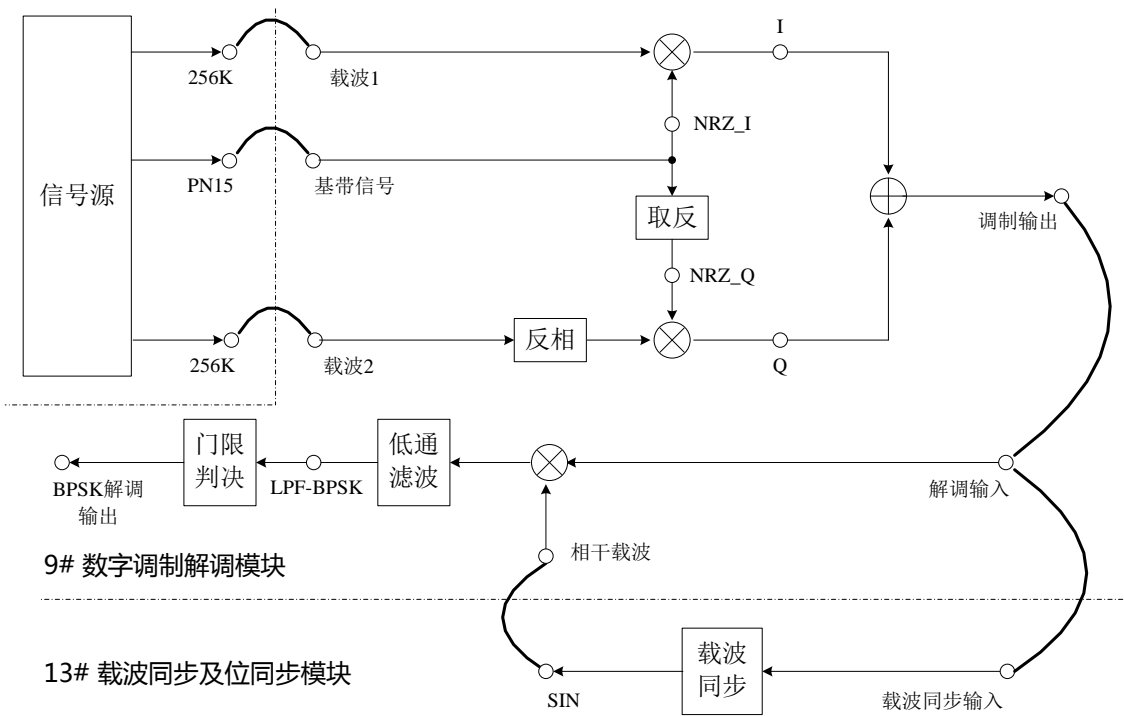 信号源
256K
载波1
I
NRZ_I
PN15
基带信号
取反
NRZ_Q
调制输出
256K
载波2
反相
Q
门限
判决
低通
滤波
BPSK解调
输出
LPF-BPSK
解调输入
相干载波
9# 数字调制解调模块
13# 载波同步及位同步模块
SIN
载波
同步
载波同步输入